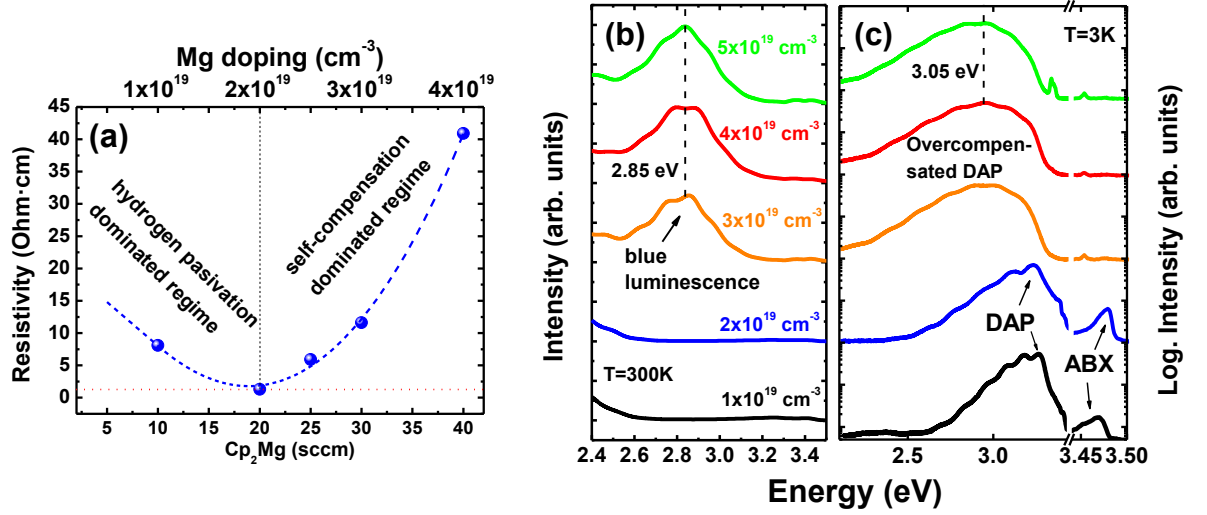 Mg doping (cm-3)
1x10^19 2x10^19 3x10^19 4x10^19
(a)
hydrogen pasivation
dominated regime
self-compensation
dominated regime
Resistivity (Ohm·cm)
45
40
35
30
25
20
15
10
5
0
5 10 15 20 25 30 35 40
Cp2Mg (sccm)
(b)
5x10^19 cm-3
4x10^19 cm-3
2.85 eV
3x10^19 cm-3
blue
luminescence
2x10^19 cm-3
T=300K
1x10^19 cm-3
Intensity (arb. units)
2.4 2.6 2.8 3.0 3.2 3.4
(c)
T=3K
3.05 eV
Overcompen-
sated DAP
DAP
ABX
Log. Intensity (arb. units)
2.5 3.0 3.45 3.50
Energy (eV)